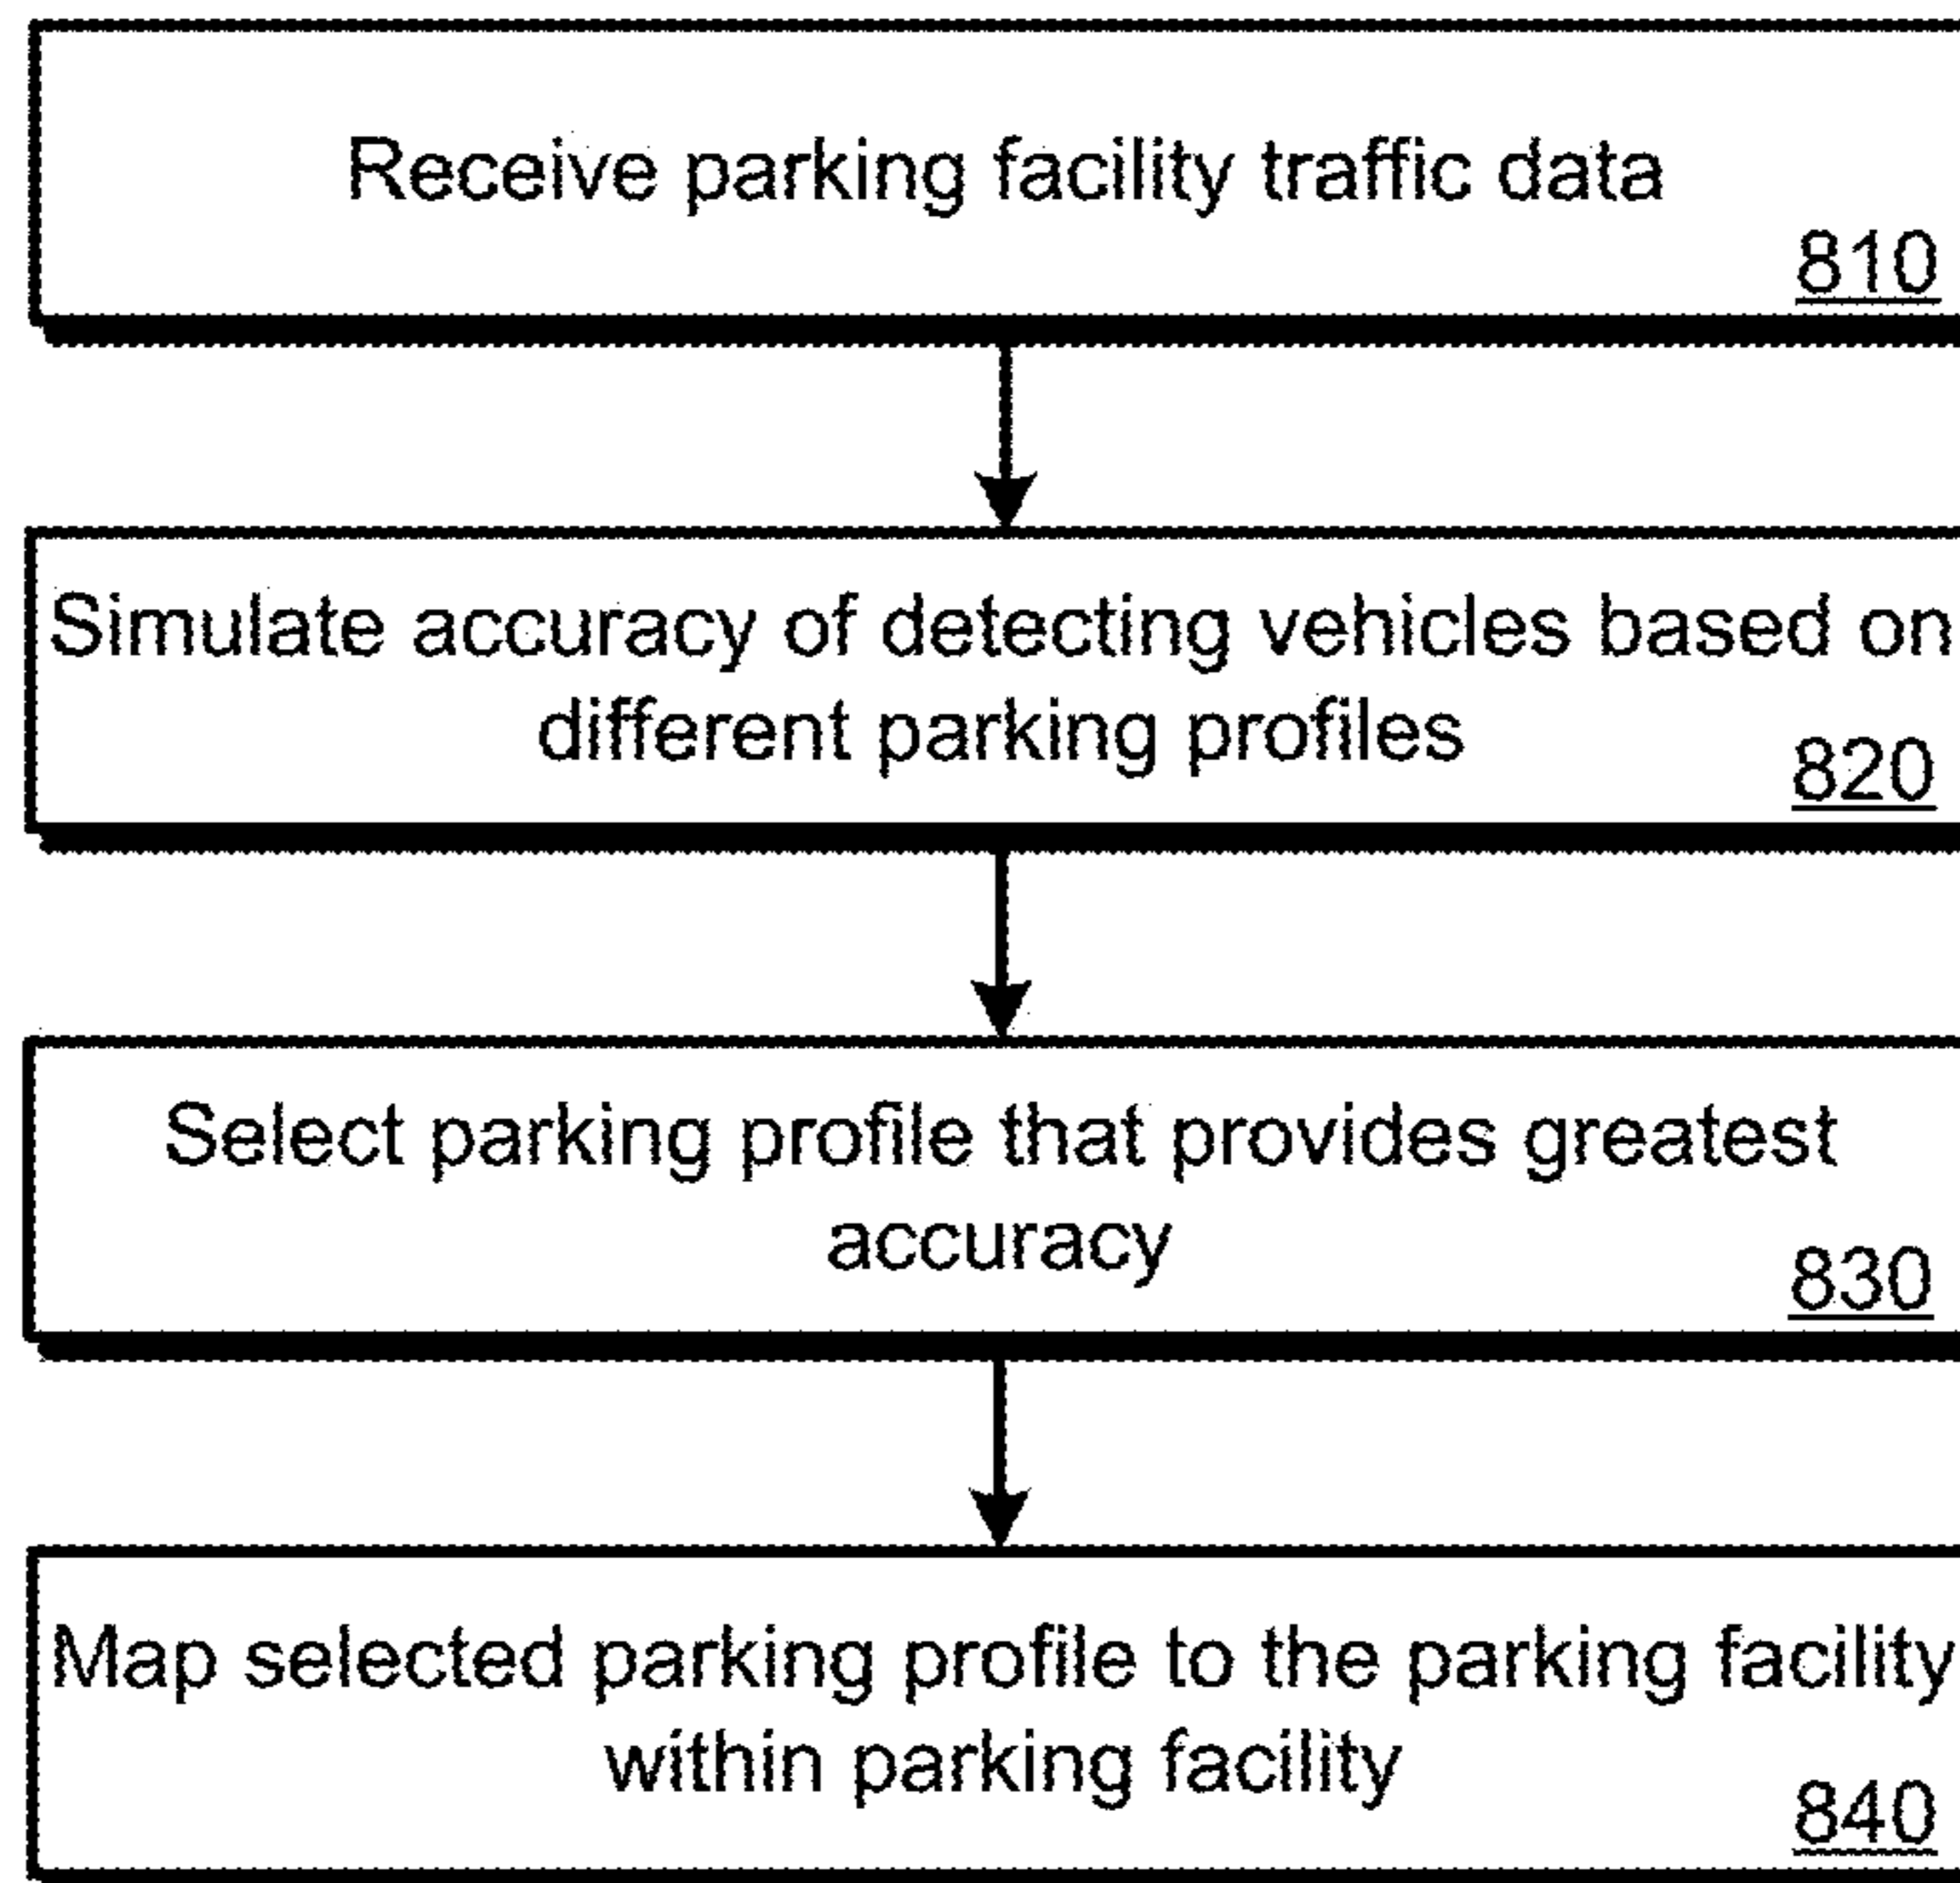 Receive parking facility traffic data
810
Simulate accuracy of detecting vehicles based on
different parking profiles
820
Select parking profile that provides greatest
accuracy
830
Map selected parking profile to the parking facility
within parking facility
840